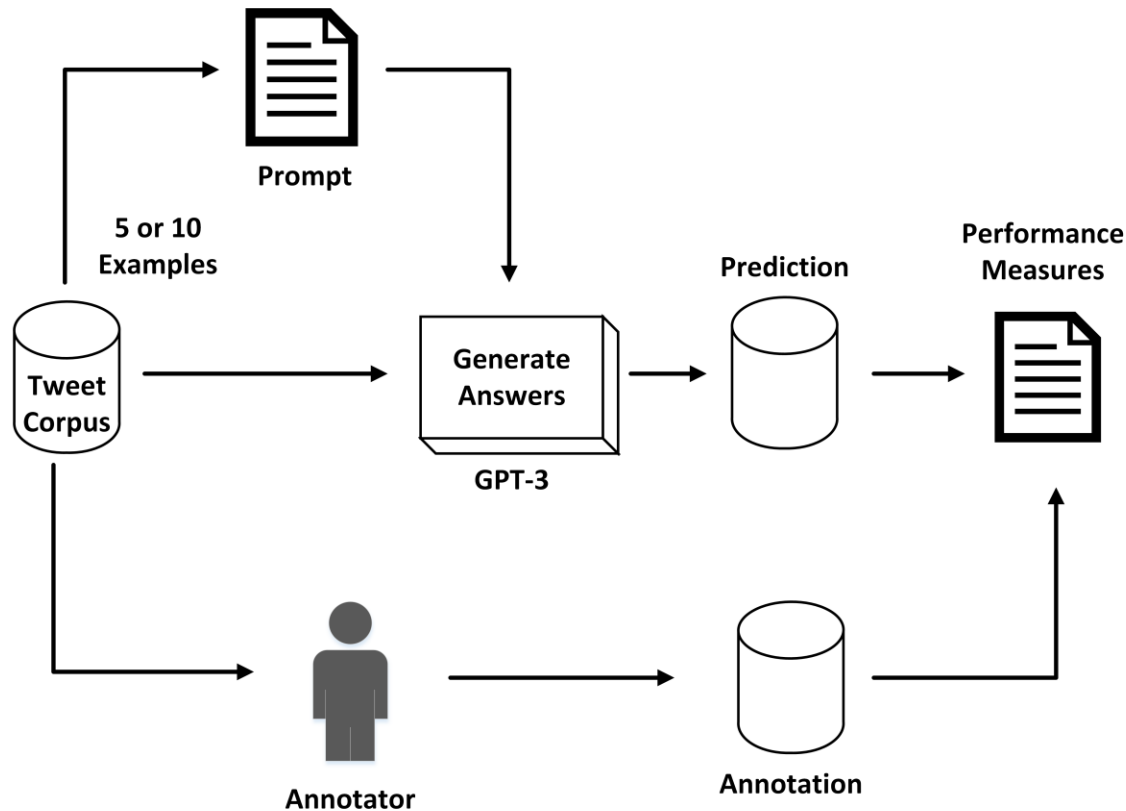 Prompt
5 or 10
Examples
Performance
Measures
Prediction
Tweet
Corpus
Generate
Answers
GPT-3
Annotator
Annotation